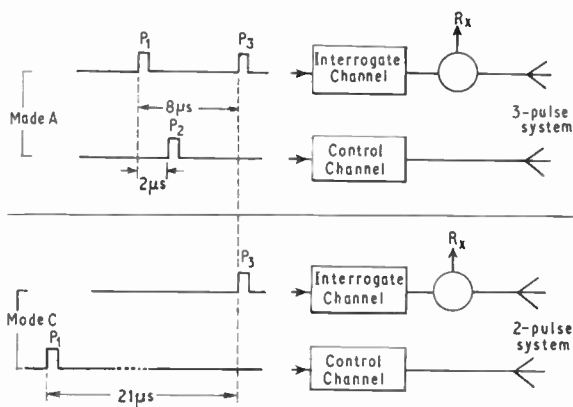 P1
P3
Rx
Interrogate
Channel
8µs
Made A
3-pulse
system
P2
Control
Channel
2µs
Rx
P3
Interrogate
Channel
Mode C
P1
2-pulse
system
Control
Channel
21µs